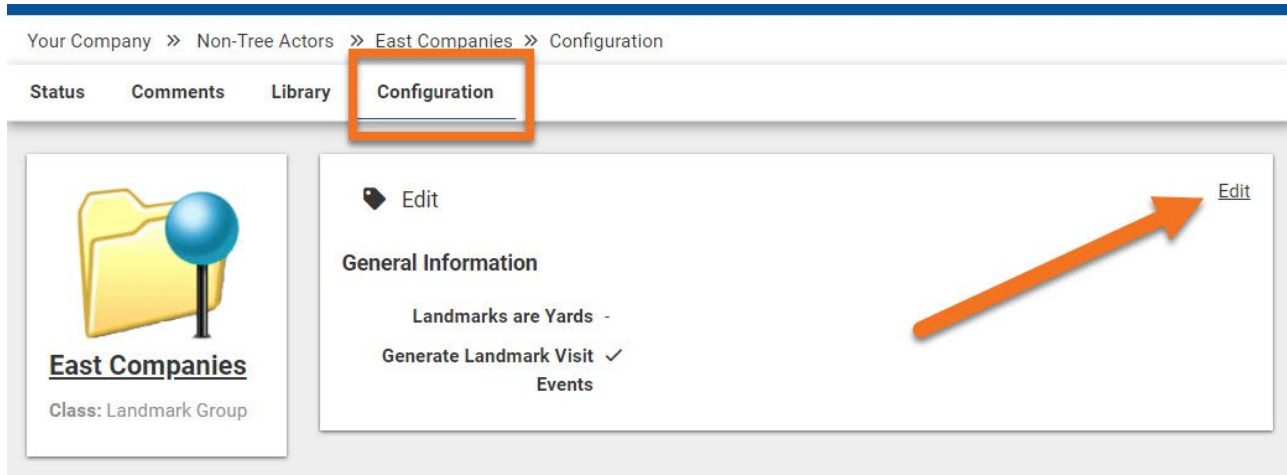 Your Company » Non-Tree Actors » East Companies » Configuration
Status Comments Library Configuration
Edit Edit
General Information
Landmarks are Yards -
Generate Landmark Visit ✓
Events
East Companies
Class: Landmark Group